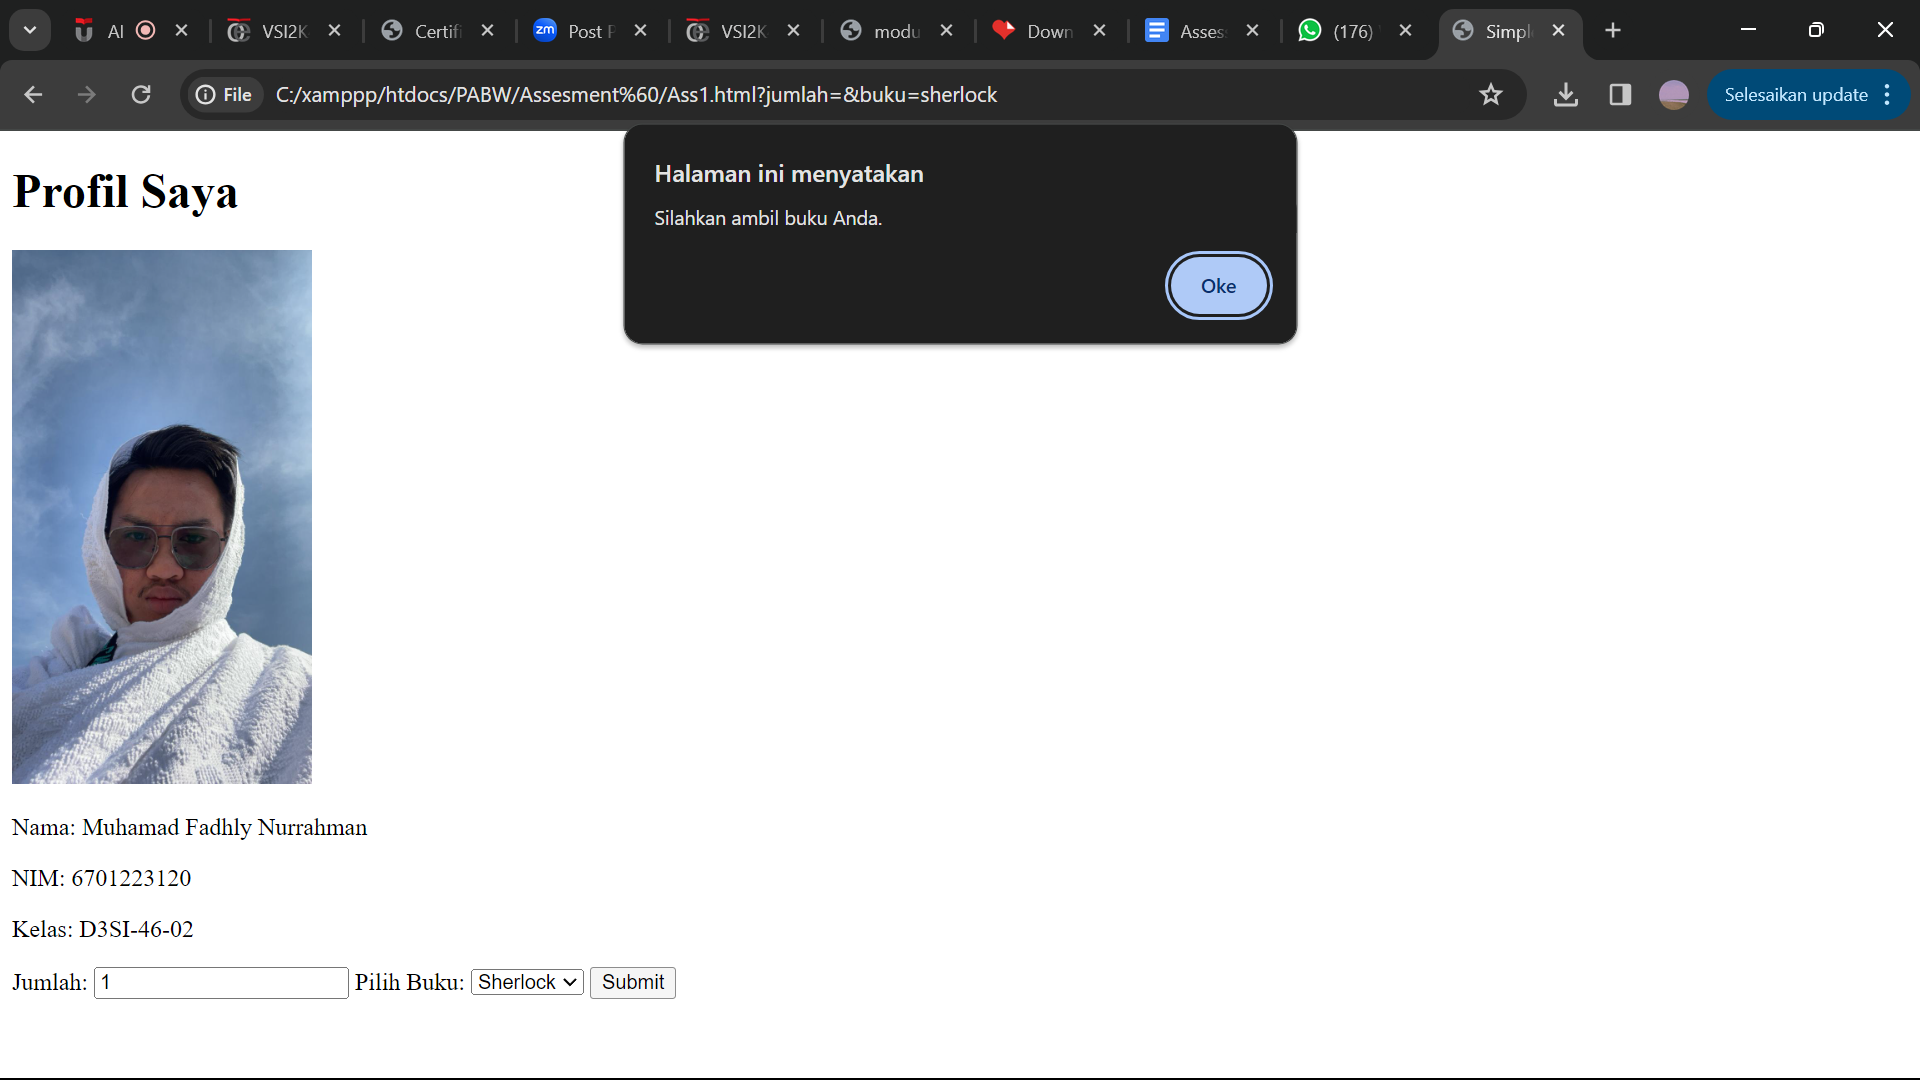 AI
VSI2K
Certifi
zm
Post P
VSI2K
modu
Down
Asses
(176)
Simpl
File
C:/xamppp/htdocs/PABW/Assesment%60/Ass1.html?jumlah=&buku=sherlock
Selesaikan update
Halaman ini menyatakan
Silahkan ambil buku Anda.
Oke
Profil Saya
Nama: Muhamad Fadhly Nurrahman
NIM: 6701223120
Kelas: D3SI-46-02
Jumlah: 1 Pilih Buku: Sherlock Submit